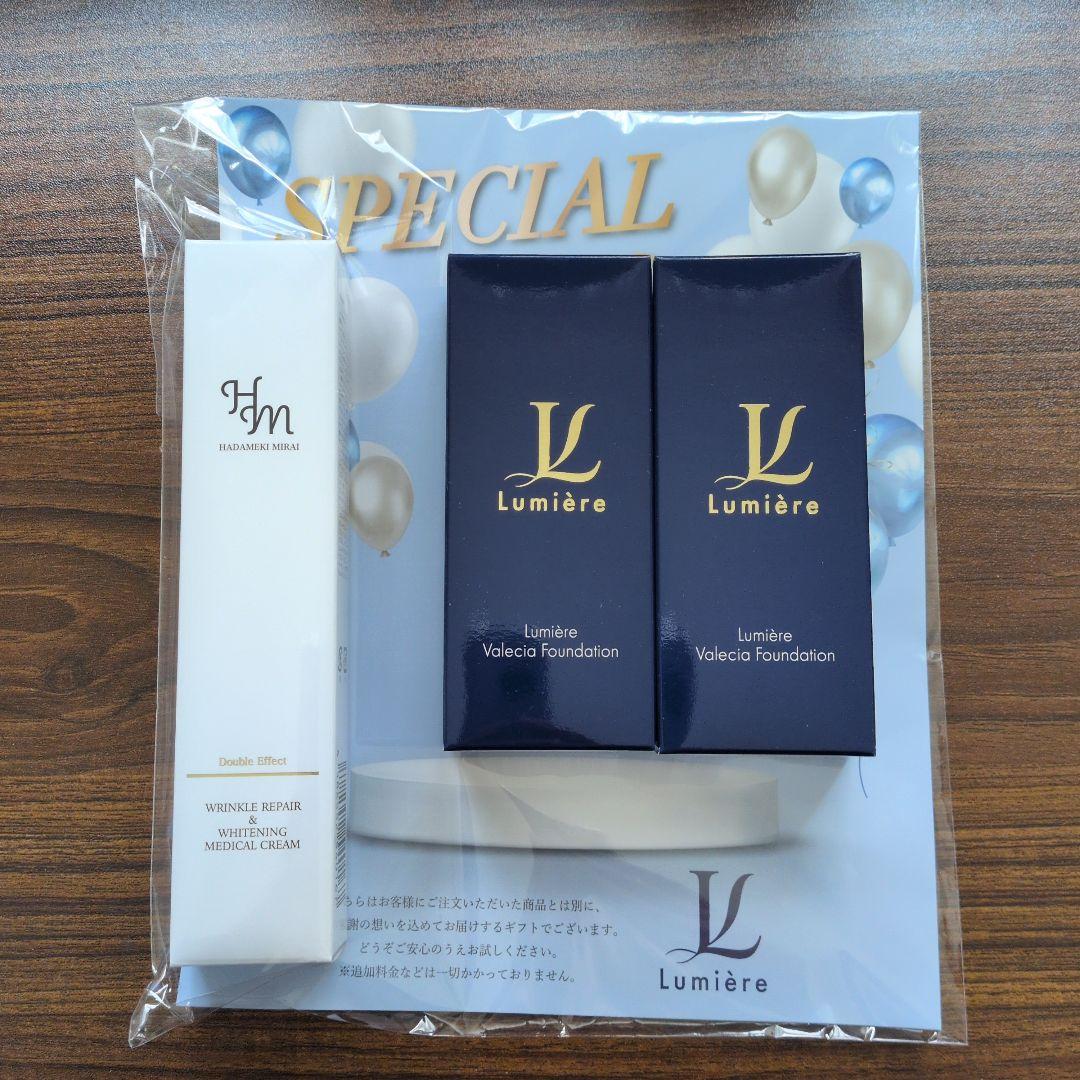 SPECIAL
HM
HADAMEKI MIRAI
Double Effect
WRINKLE REPAIR
&
WHITENING
MEDICAL CREAM
L
Lumière
Lumière
Valecia Foundation
L
Lumière
Lumière
Valecia Foundation
ちらはお客様にご注文いただいた商品とは別に、
謝の想いを込めてお届けするギフトでございます。
どうぞご安心のうえお試しください。
※追加料金などは一切かかっておりません。
L
Lumière